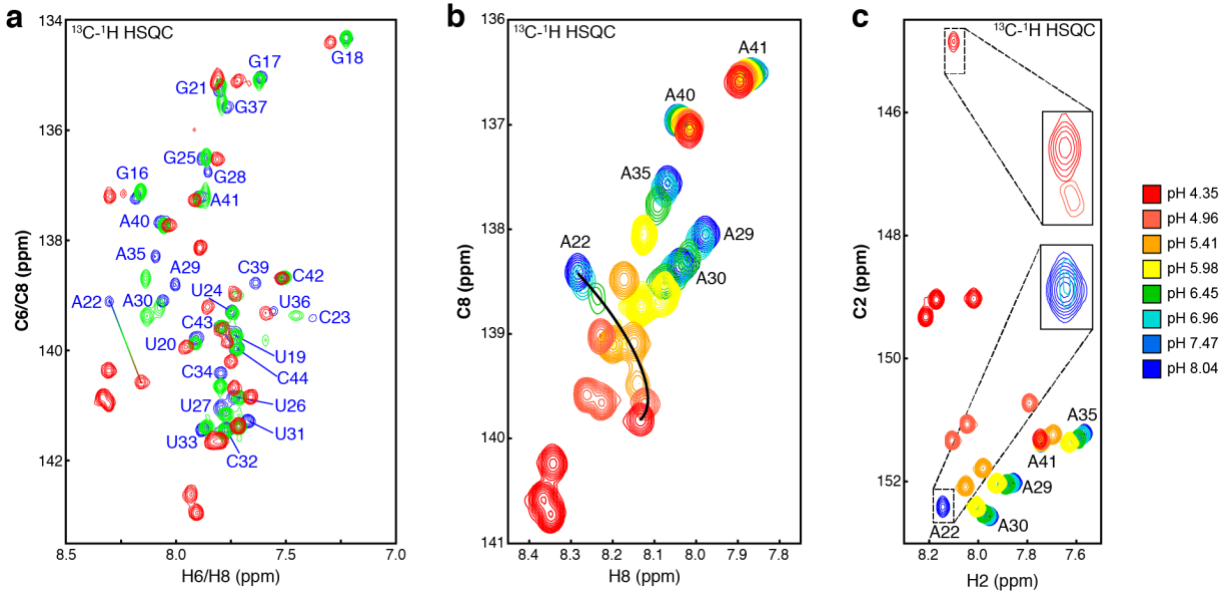 a
¹³C-¹H HSQC
134
136
138
140
142
C6/C8 (ppm)
8.5
8.0
7.5
7.0
H6/H8 (ppm)
G17
G18
G21
G37
G25
G28
G16
A41
A40
A35
A29
C39
C42
U24
U36
A22
A30
C23
C43
U20
U19
C34
C44
U27
U26
U33
U31
C32
b
¹³C-¹H HSQC
136
137
138
139
140
141
C8 (ppm)
8.4
8.3
8.2
8.1
8.0
7.9
7.8
H8 (ppm)
A41
A40
A35
A22
A29
A30
c
¹³C-¹H HSQC
146
148
150
152
C2 (ppm)
8.2
8.0
7.8
7.6
H2 (ppm)
A35
A41
A29
A30
A22
pH 4.35
pH 4.96
pH 5.41
pH 5.98
pH 6.45
pH 6.96
pH 7.47
pH 8.04